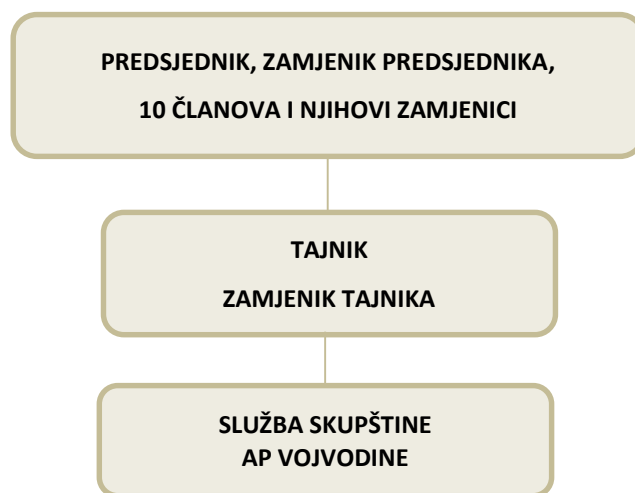 PREDSJEDNIK, ZAMJENIK PREDSJEDNIKA,
10 ČLANOVA I NJIHOVI ZAMJENICI
TAJNIK
ZAMJENIK TAJNIKA
SLUŽBA SKUPŠTINE
AP VOJVODINE